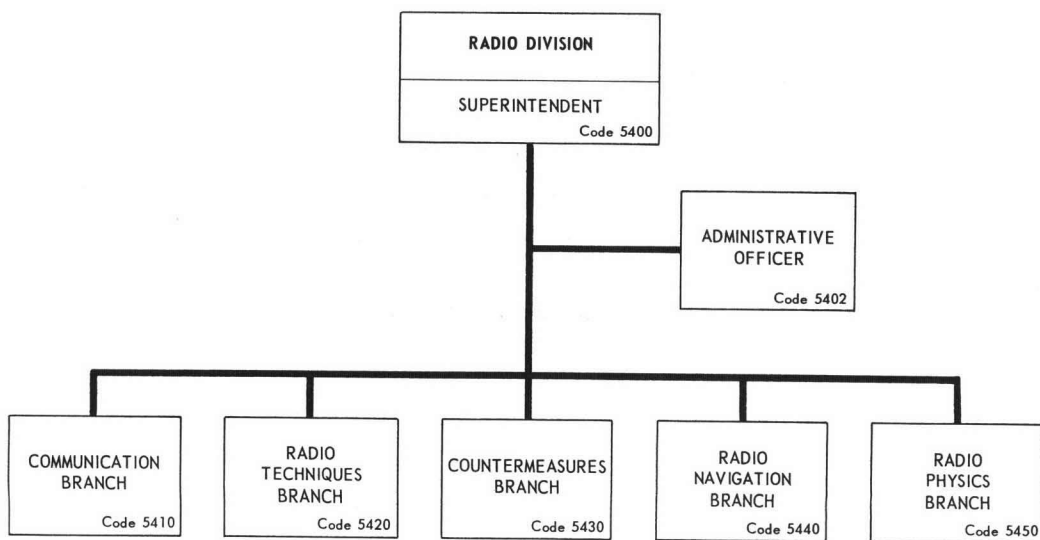 RADIO DIVISION
SUPERINTENDENT
Code 5400
ADMINISTRATIVE
OFFICER
Code 5402
COMMUNICATION
BRANCH
Code 5410
RADIO
TECHNIQUES
BRANCH
Code 5420
COUNTERMEASURES
BRANCH
Code 5430
RADIO
NAVIGATION
BRANCH
Code 5440
RADIO
PHYSICS
BRANCH
Code 5450